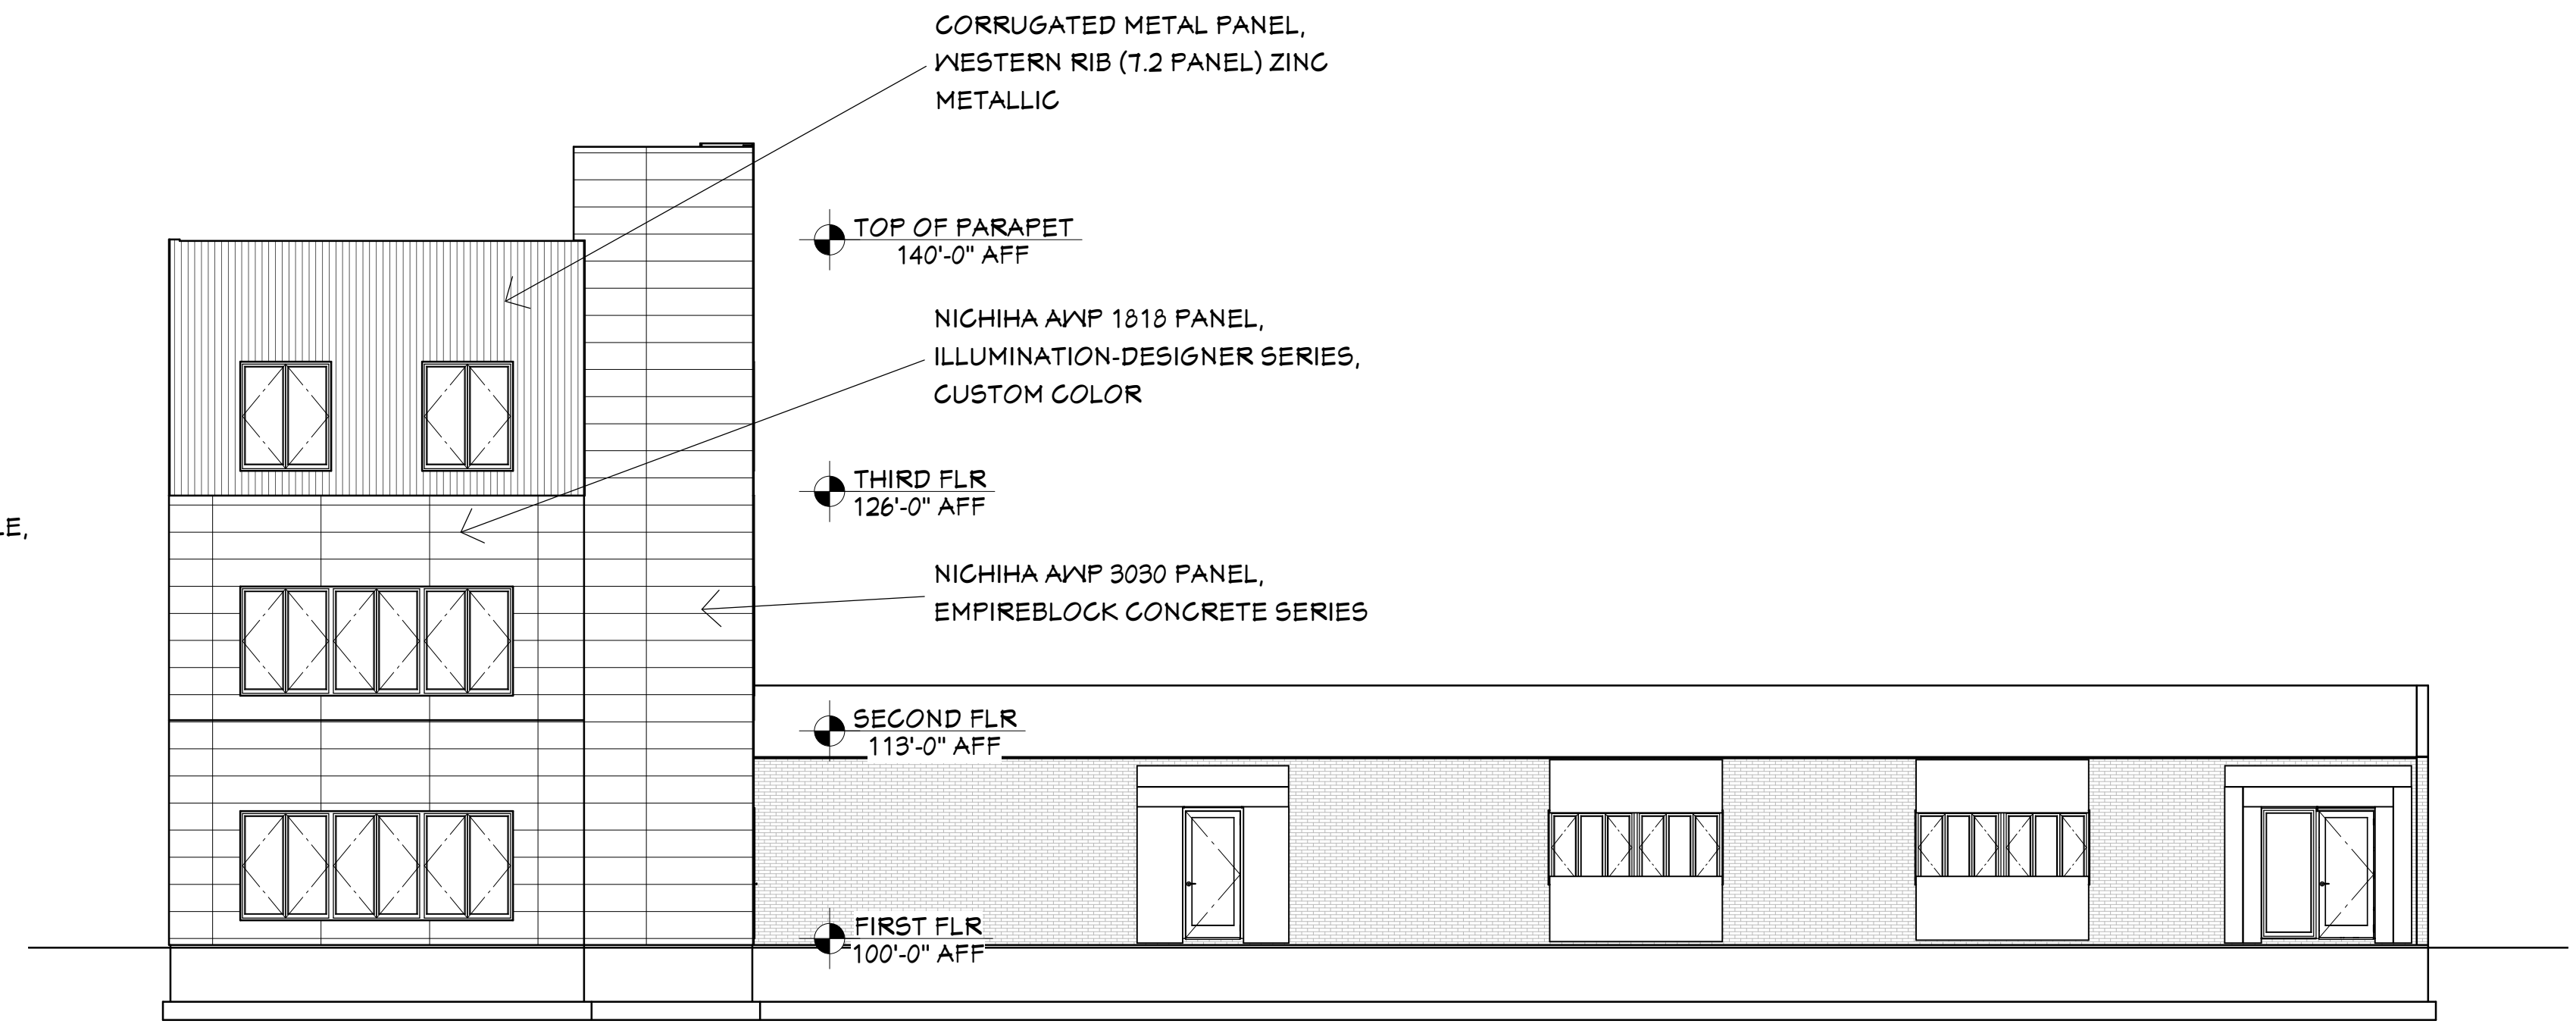 CORRUGATED METAL PANEL,
WESTERN RIB (7.2 PANEL) ZINC
METALLIC
TOP OF PARAPET
140'-0" AFF
NICHIHA AWP 1818 PANEL,
ILLUMINATION-DESIGNER SERIES,
CUSTOM COLOR
THIRD FLR
126'-0" AFF
LE,
NICHIHA AWP 3030 PANEL,
EMPIREBLOCK CONCRETE SERIES
SECOND FLR
113'-0" AFF
FIRST FLR
100'-0" AFF